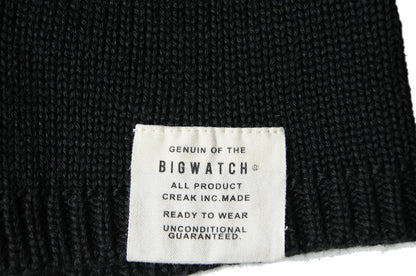 GENUIN OF THE
BIGWATCH®
ALL PRODUCT
CREAK INC.MADE
READY TO WEAR
UNCONDITIONAL
GUARANTEED.